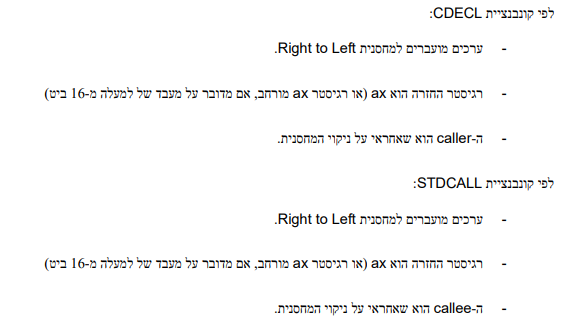 לפי קונבנציית CDECL:
- ערכים מועברים למחסנית Right to Left.
- רגיסטר החזרה הוא ax (או רגיסטר ax מורחב, אם מדובר על מעבד של למעלה מ-16 ביט)
- ה-caller הוא שאחראי על ניקוי המחסנית.
לפי קונבנציית STDCALL:
- ערכים מועברים למחסנית Right to Left.
- רגיסטר החזרה הוא ax (או רגיסטר ax מורחב, אם מדובר על מעבד של למעלה מ-16 ביט)
- ה-callee הוא שאחראי על ניקוי המחסנית.